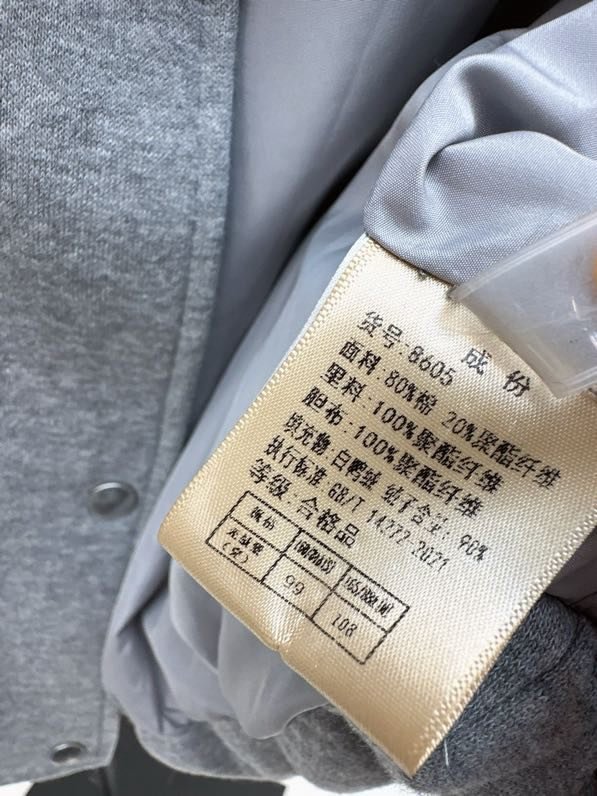 成 份
货号:8605
面料:80%棉 20%聚酯纤维
里料:100%聚酯纤维
胆布:100%聚酯纤维
填充物:白鸭绒 绒子含量:90%
执行标准:GB/T 14272-2021
等级:合格品
充绒量
(克)
99
108